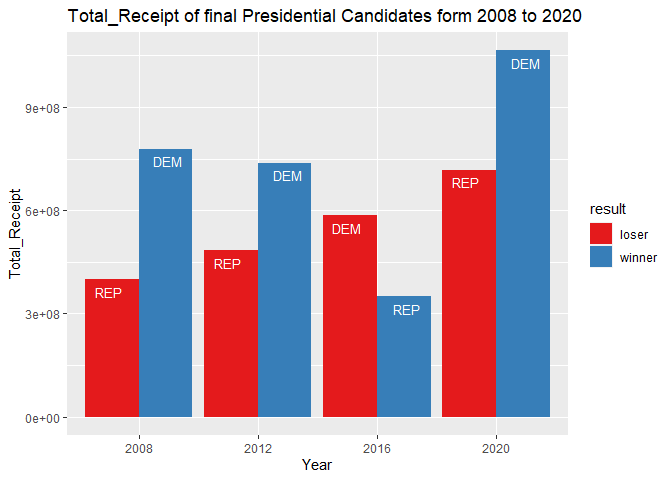 Total_Receipt of final Presidential Candidates form 2008 to 2020
Total_Receipt
9e+08
6e+08
3e+08
0e+00
REP
DEM
REP
DEM
DEM
REP
REP
DEM
2008
2012
2016
2020
Year
result
loser
winner